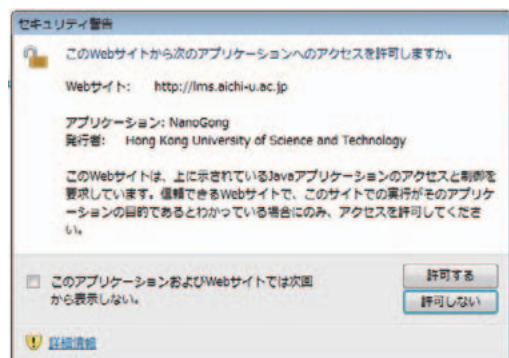 セキュリティ警告
このWebサイトから次のアプリケーションへのアクセスを許可しますか。
Webサイト: http://lms.aichi-u.ac.jp
アプリケーション: NanoGong
発行者: Hong Kong University of Science and Technology
このWebサイトは、上に示されているJavaアプリケーションのアクセスと制御を
要求しています。信頼できるWebサイトで、このサイトでの実行がそのアプリケ
ーションの目的であるとわかっている場合にのみ、アクセスを許可してくださ
い。
このアプリケーションおよびWebサイトでは次回
から表示しない。
許可する
許可しない
詳細情報